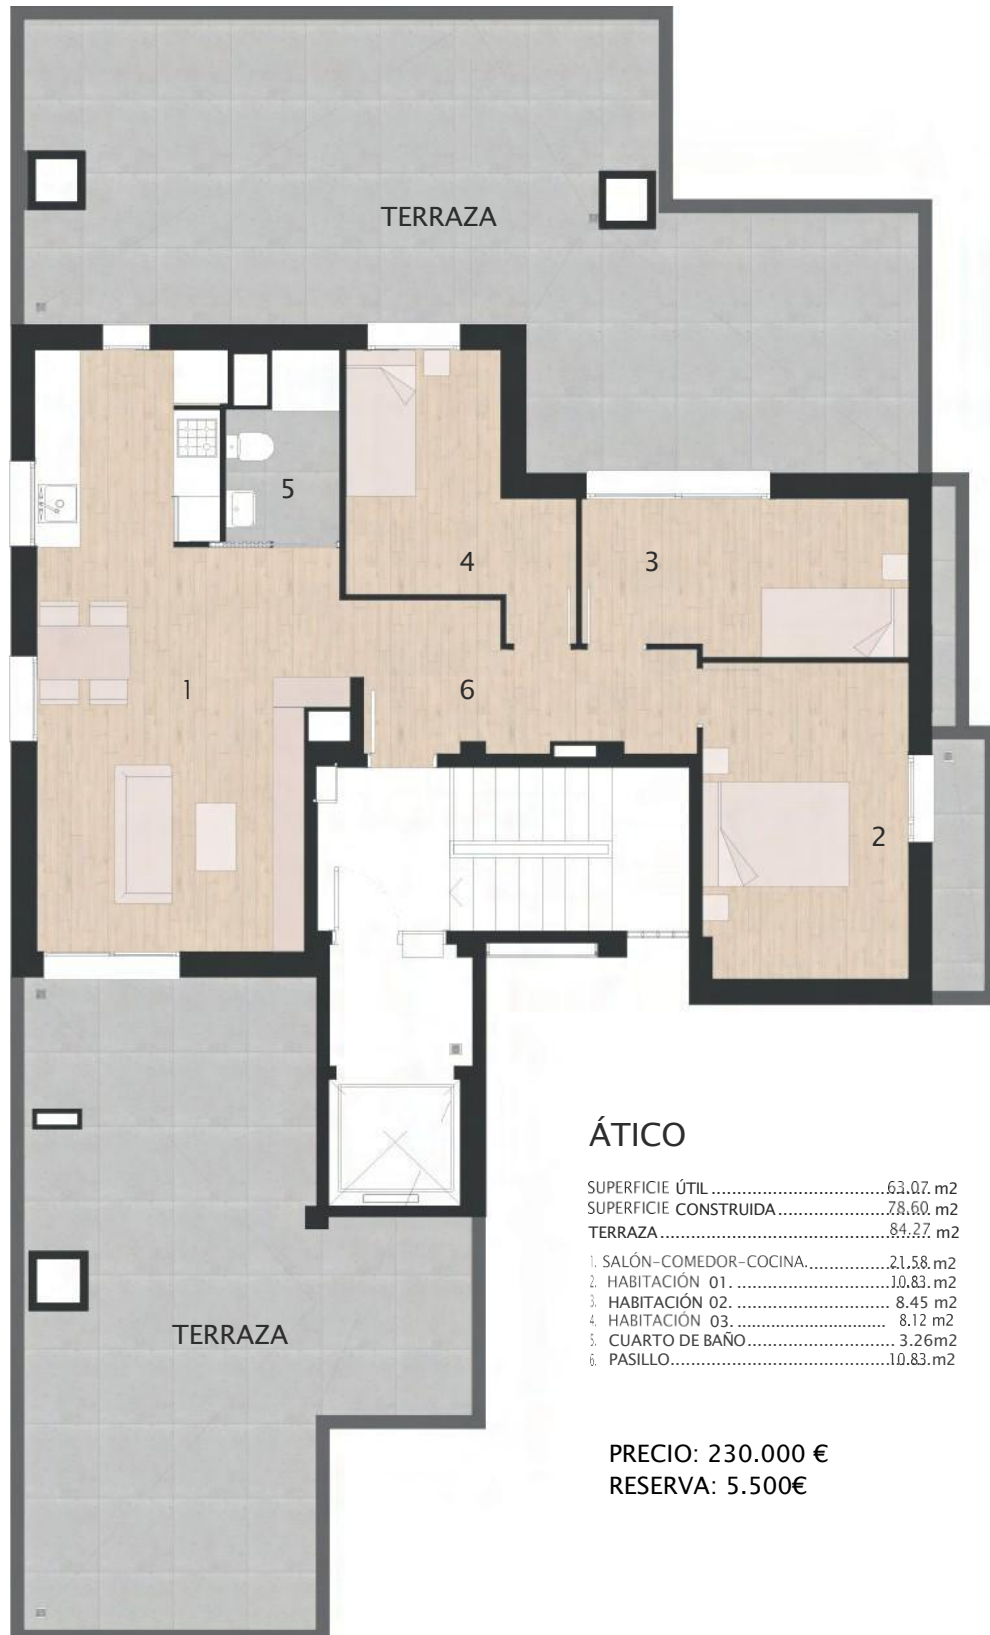 TERRAZA
5
4
3
1
6
2
ÁTICO
SUPERFICIE ÚTIL 63.07 m2
SUPERFICIE CONSTRUIDA 78.60 m2
TERRAZA 84.27 m2
1. SALÓN-COMEDOR-COCINA. 21.58 m2
2. HABITACIÓN 01. 10.83 m2
3. HABITACIÓN 02. 8.45 m2
4. HABITACIÓN 03. 8.12 m2
5. CUARTO DE BAÑO 3.26m2
6. PASILLO 10.83 m2
TERRAZA
PRECIO: 230.000 €
RESERVA: 5.500€